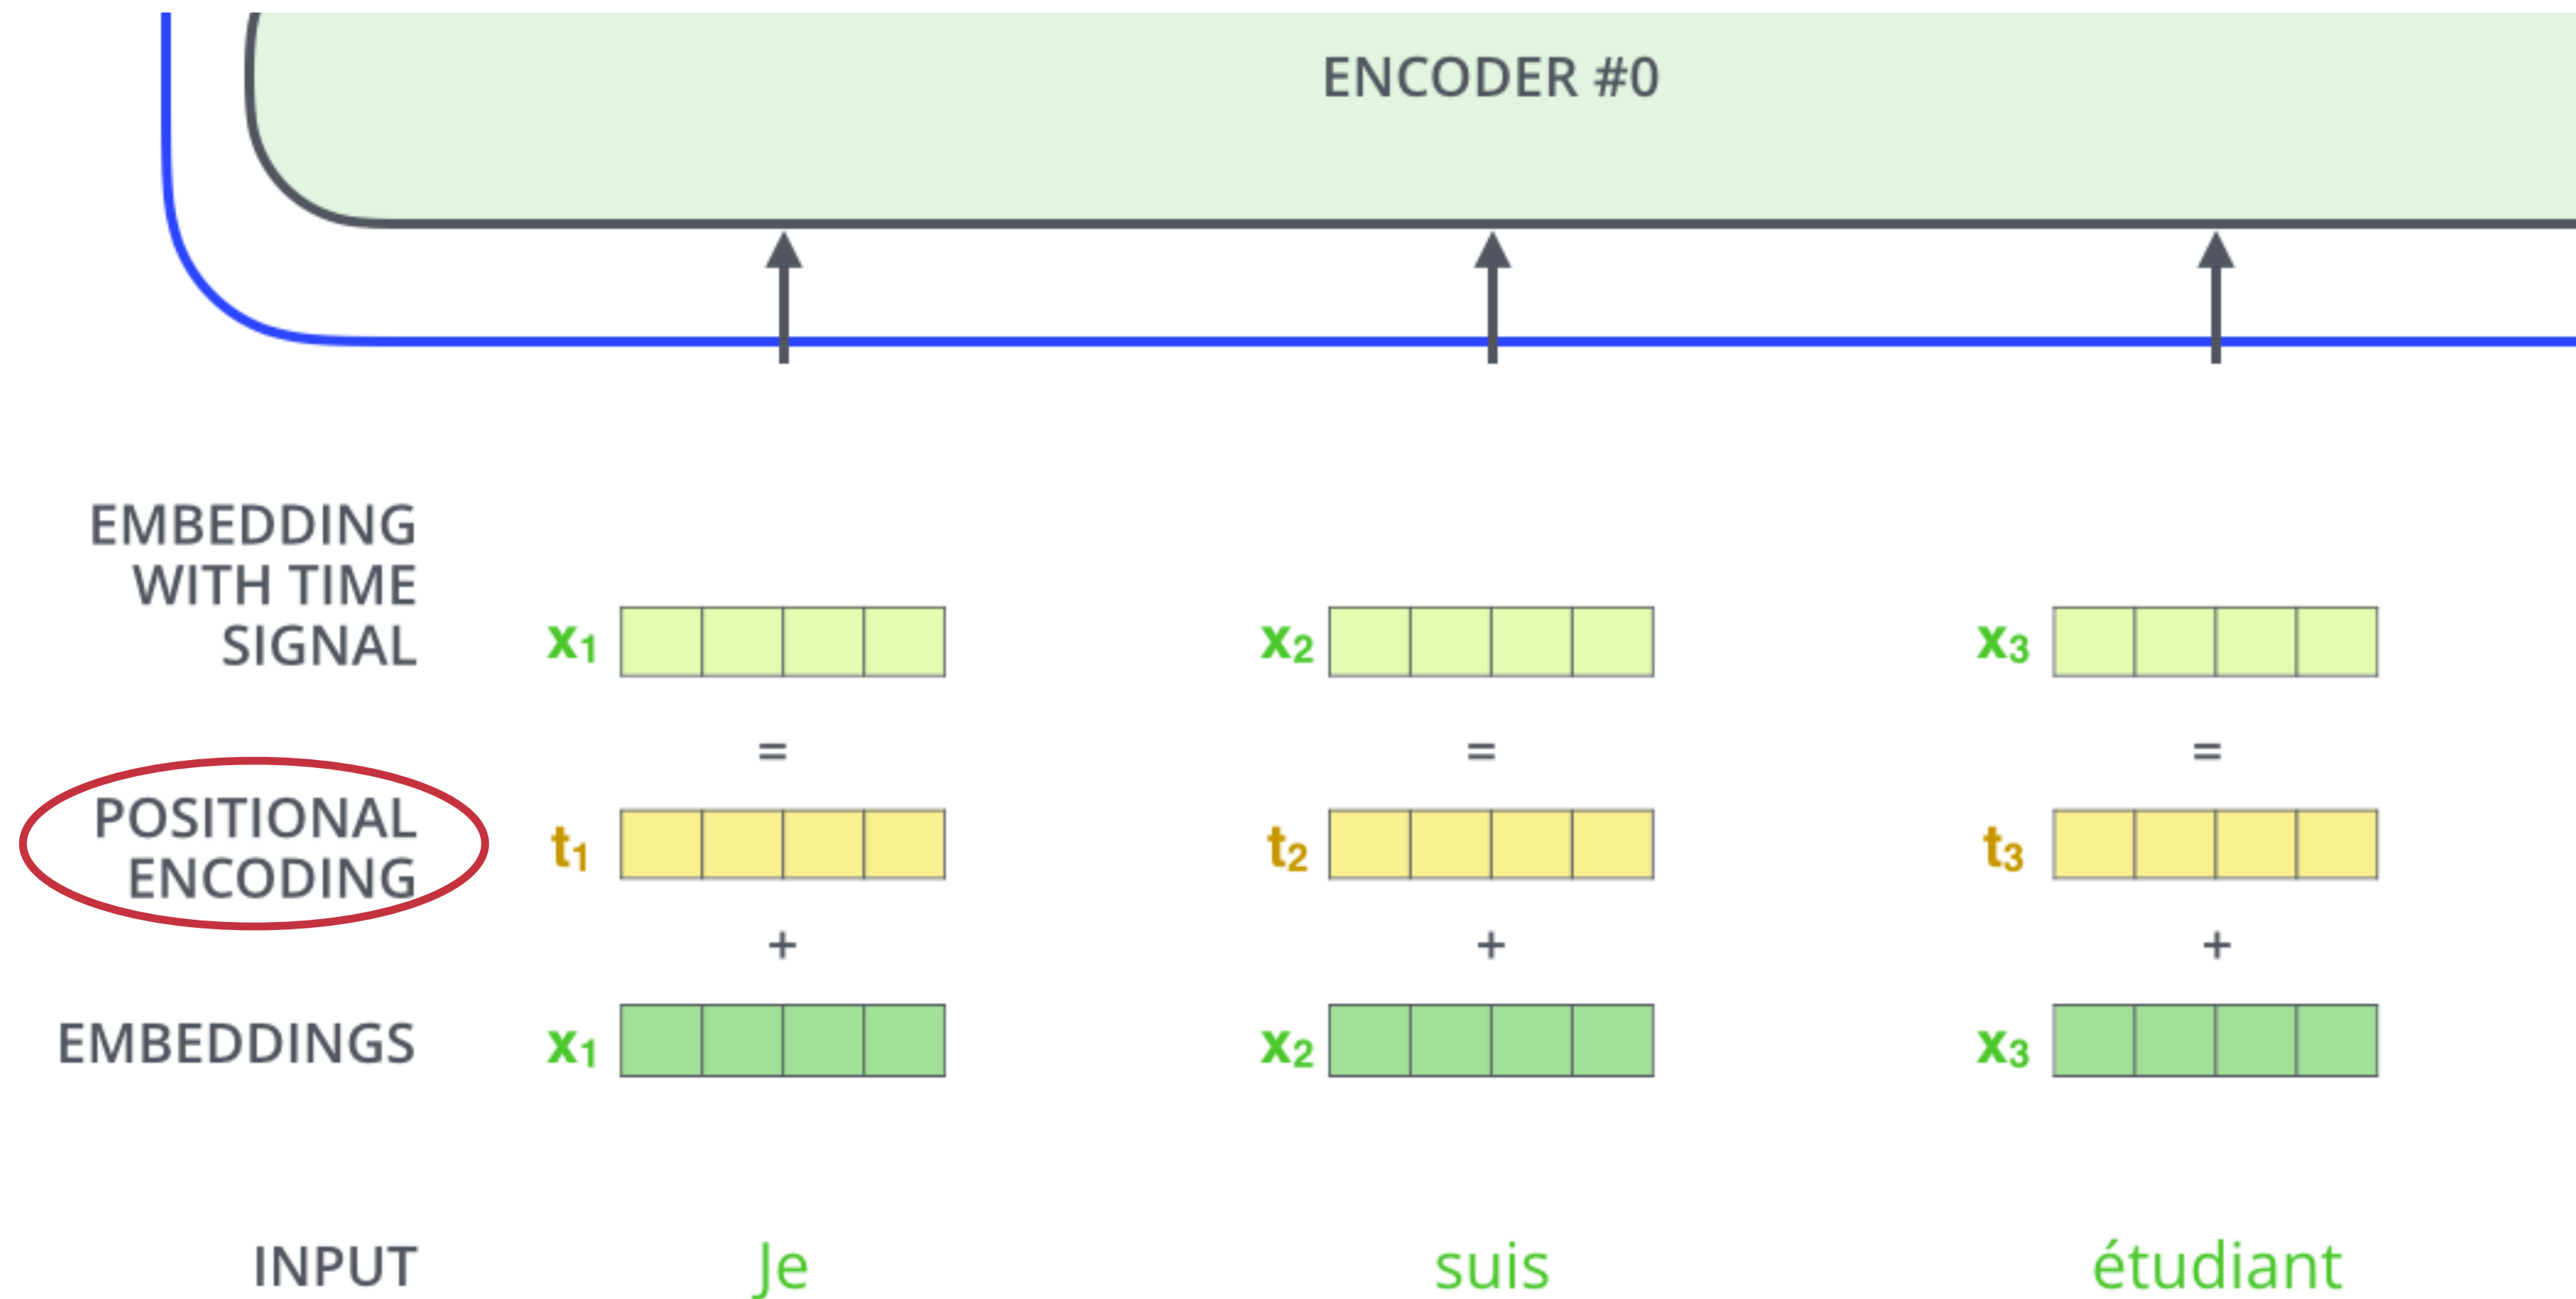 ENCODER #0
EMBEDDING
WITH TIME
SIGNAL
x1
x2
x3
=
=
=
POSITIONAL
ENCODING
t1
t2
t3
+
+
+
EMBEDDINGS
x1
x2
x3
INPUT
Je
suis
étudiant